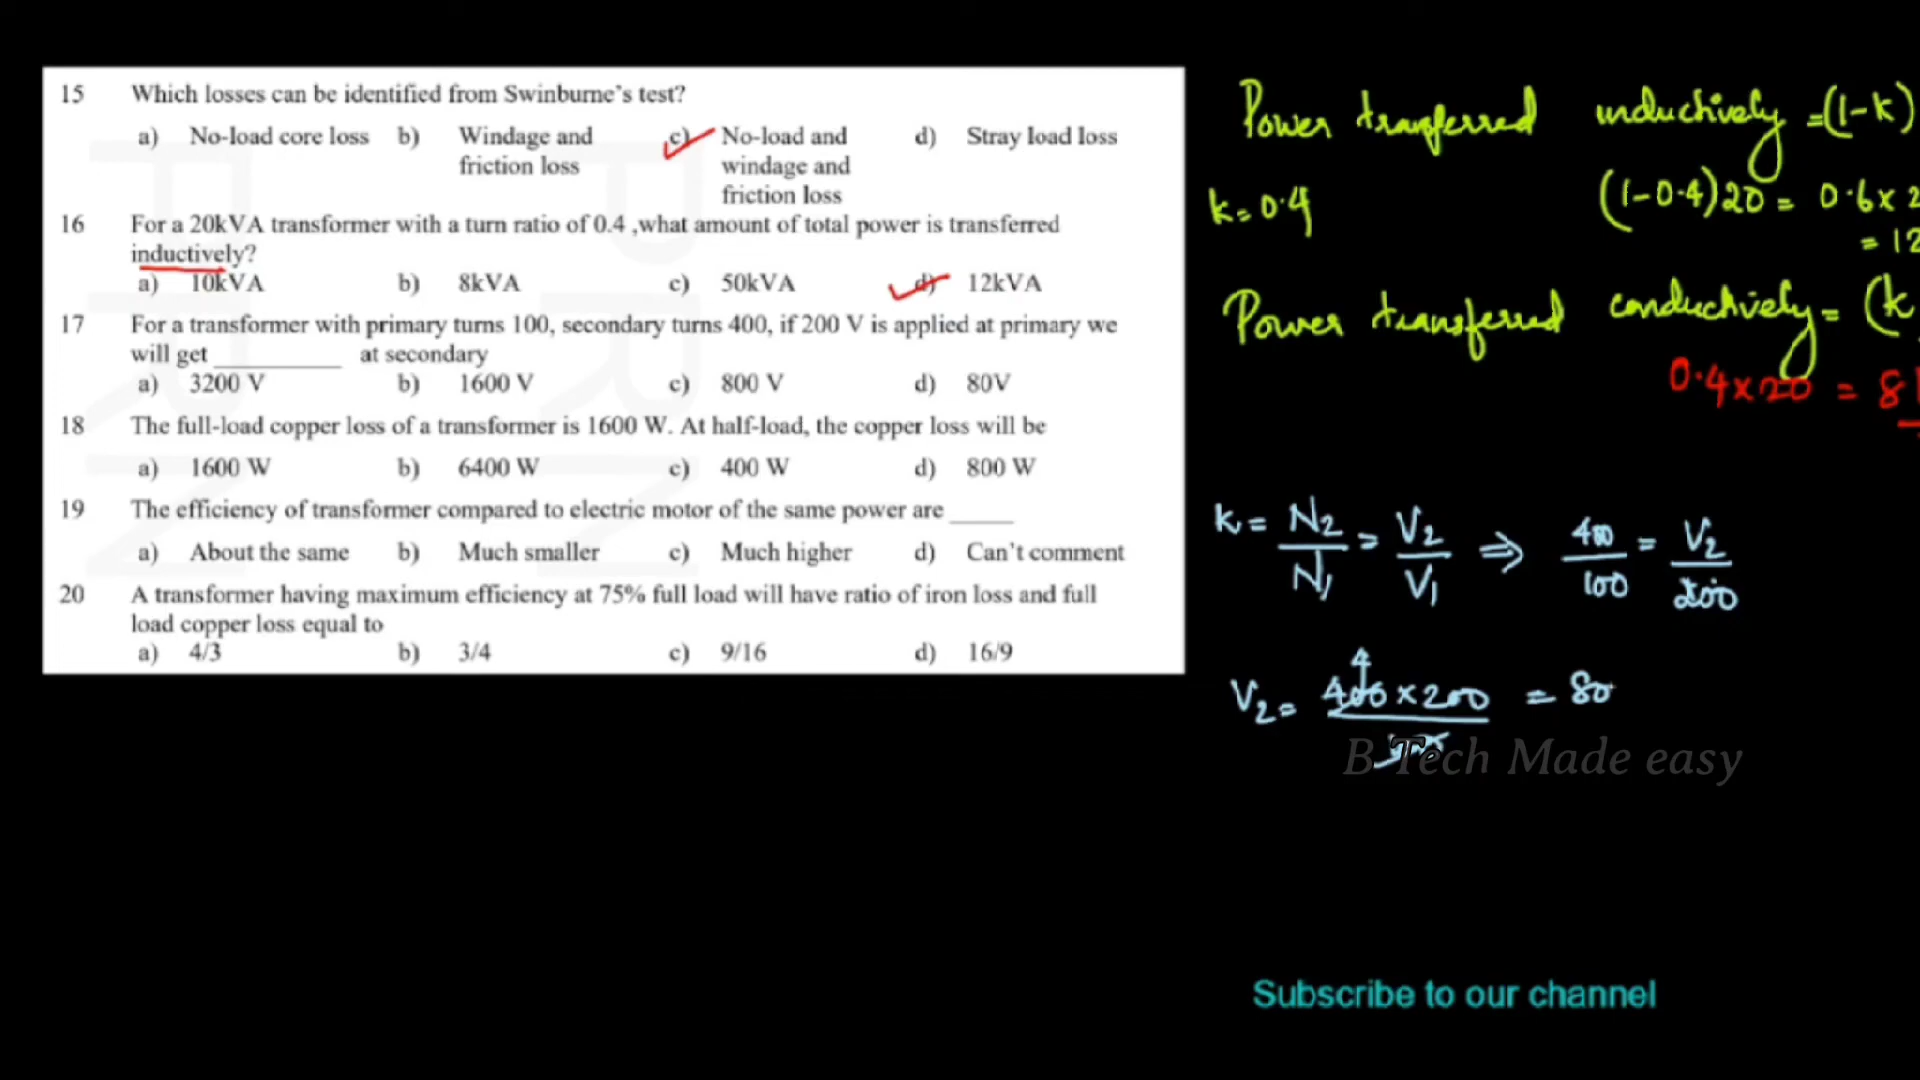 15 Which losses can be identified from Swinburne's test?
a) No-load core loss b) Windage and friction loss c) No-load and windage and friction loss d) Stray load loss
16 For a 20kVA transformer with a turn ratio of 0.4 ,what amount of total power is transferred
inductively?
a) 10kVA b) 8kVA c) 50kVA d) 12kVA
17 For a transformer with primary turns 100, secondary turns 400, if 200 V is applied at primary we
will get __________ at secondary
a) 3200 V b) 1600 V c) 800 V d) 80V
18 The full-load copper loss of a transformer is 1600 W. At half-load, the copper loss will be
a) 1600 W b) 6400 W c) 400 W d) 800 W
19 The efficiency of transformer compared to electric motor of the same power are _____
a) About the same b) Much smaller c) Much higher d) Can't comment
20 A transformer having maximum efficiency at 75% full load will have ratio of iron loss and full
load copper loss equal to
a) 4/3 b) 3/4 c) 9/16 d) 16/9
Power transferred inductively = (1-k)
k = 0.4 (1-0.4)20 = 0.6 x 2
= 12
Power transferred conductively = (k
0.4 x 20 = 8
k = N2/N1 = V2/V1 ⇒ 400/100 = V2/200
V2 = 400 x 200 = 80
4
B Tech Made easy
Subscribe to our channel